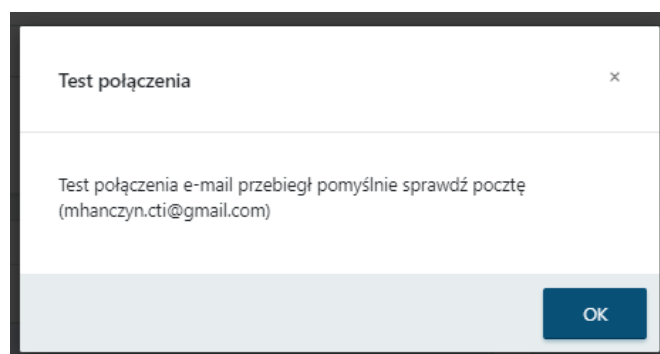 Test połączenia
×
Test połączenia e-mail przebiegł pomyślnie sprawdź pocztę
(mhanczyn.cti@gmail.com)
OK